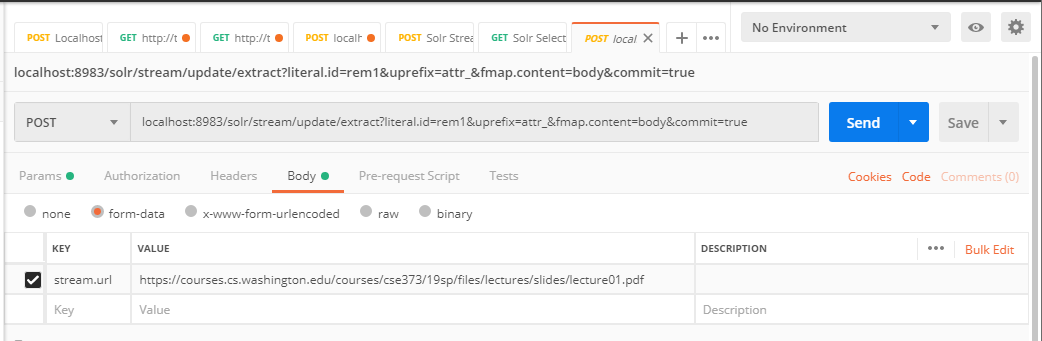 POST Localhost GET http://t GET http://t POST localh POST Solr Strea GET Solr Select POST local No Environment
localhost:8983/solr/stream/update/extract?literal.id=rem1&uprefix=attr_&fmap.content=body&commit=true
POST localhost:8983/solr/stream/update/extract?literal.id=rem1&uprefix=attr_&fmap.content=body&commit=true Send Save
Params Authorization Headers Body Pre-request Script Tests Cookies Code Comments (0)
none form-data x-www-form-urlencoded raw binary
KEY VALUE DESCRIPTION Bulk Edit
stream.url https://courses.cs.washington.edu/courses/cse373/19sp/files/lectures/slides/lecture01.pdf
Key Value Description